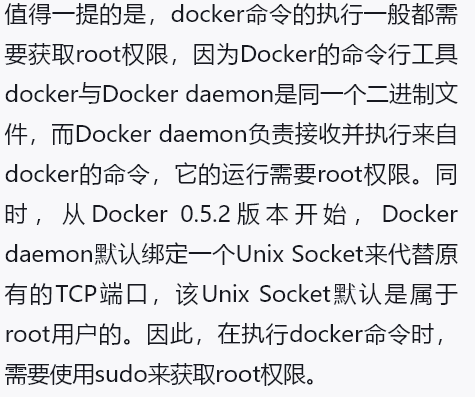 值得一提的是，docker命令的执行一般都需
要获取root权限，因为Docker的命令行工具
docker与Docker daemon是同一个二进制文
件，而Docker daemon负责接收并执行来自
docker的命令，它的运行需要root权限。同
时，从Docker 0.5.2版本开始，Docker
daemon默认绑定一个Unix Socket来代替原
有的TCP端口，该Unix Socket默认是属于
root用户的。因此，在执行docker命令时，
需要使用sudo来获取root权限。